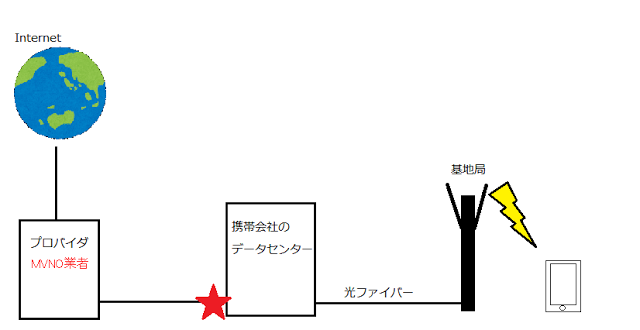 Internet
基地局
プロバイダ
MVNO業者
携帯会社の
データセンター
光ファイバー